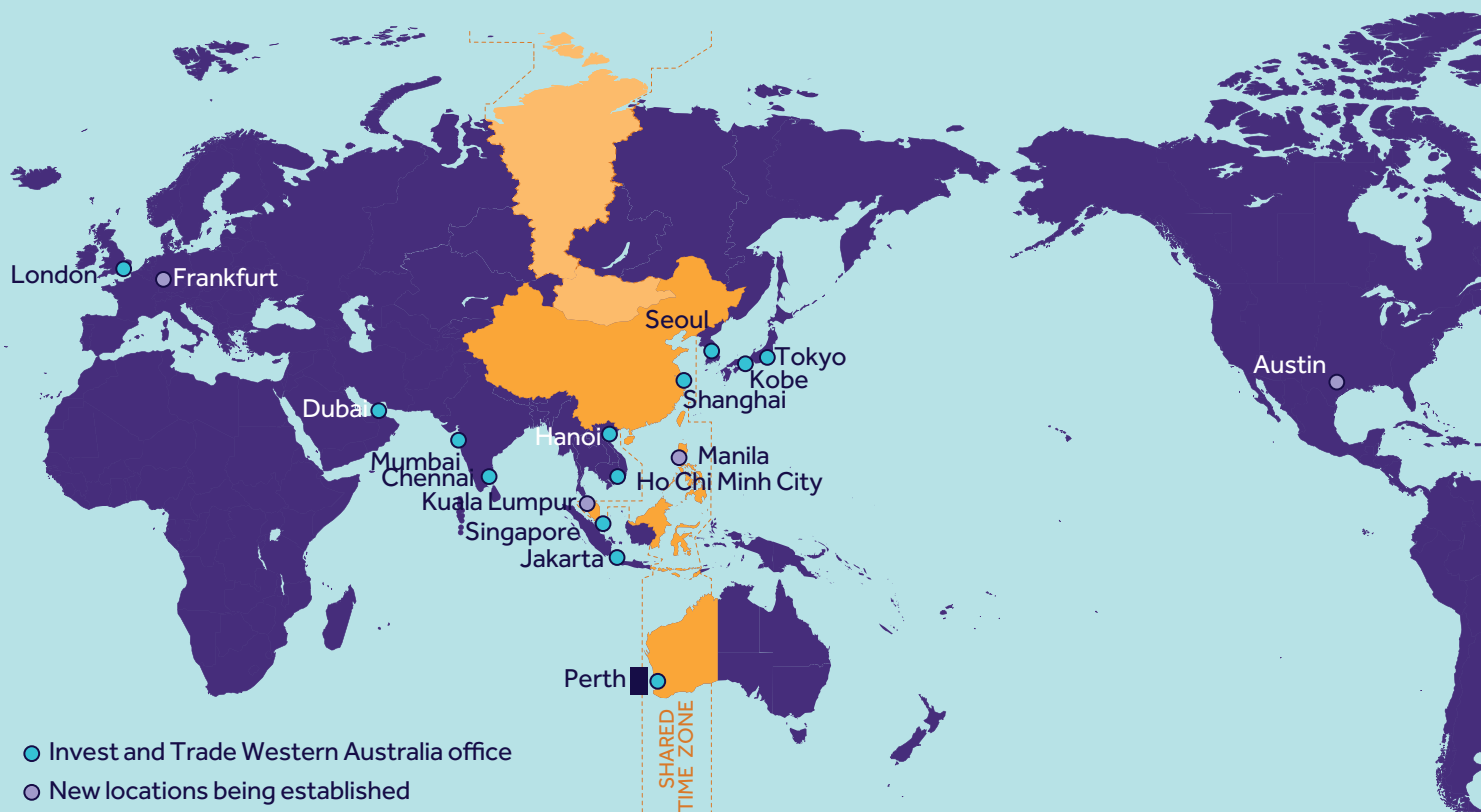 London
Frankfurt
Seoul
Tokyo
Kobe
Shanghai
Austin
Dubai
Hanoi
Mumbai
Chennai
Manila
Ho Chi Minh City
Kuala Lumpur
Singapore
Jakarta
Perth
SHARED
TIME ZONE
Invest and Trade Western Australia office
New locations being established